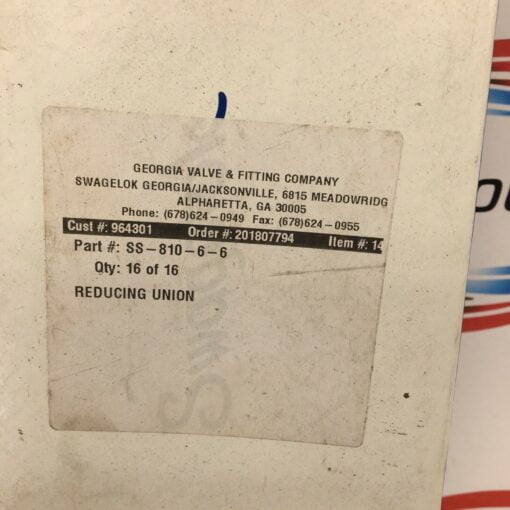 GEORGIA VALVE & FITTING COMPANY
SWAGELOK GEORGIA/JACKSONVILLE, 6815 MEADOWRIDG
ALPHARETTA, GA 30005
Phone: (678)624-0949 Fax: (678)624-0955
Cust #: 964301 Order #: 201807794 Item #: 14
Part #: SS-810-6-6
Qty: 16 of 16
REDUCING UNION